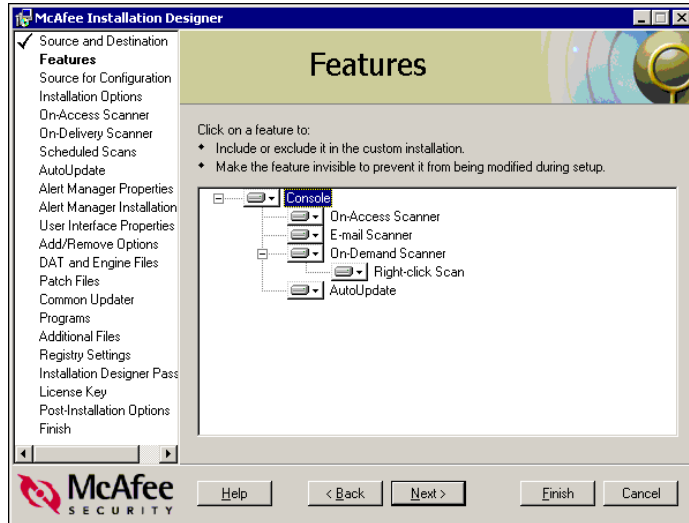 McAfee Installation Designer
Source and Destination
Features
Source for Configuration
Installation Options
On-Access Scanner
On-Delivery Scanner
Scheduled Scans
AutoUpdate
Alert Manager Properties
Alert Manager Installation
User Interface Properties
Add/Remove Options
DAT and Engine Files
Patch Files
Common Updater
Programs
Additional Files
Registry Settings
Installation Designer Pass
License Key
Post-Installation Options
Finish
Features
Click on a feature to:
Include or exclude it in the custom installation.
Make the feature invisible to prevent it from being modified during setup.
Console
On-Access Scanner
E-mail Scanner
On-Demand Scanner
Right-click Scan
AutoUpdate
McAfee
SECURITY
Help
< Back
Next >
Finish
Cancel